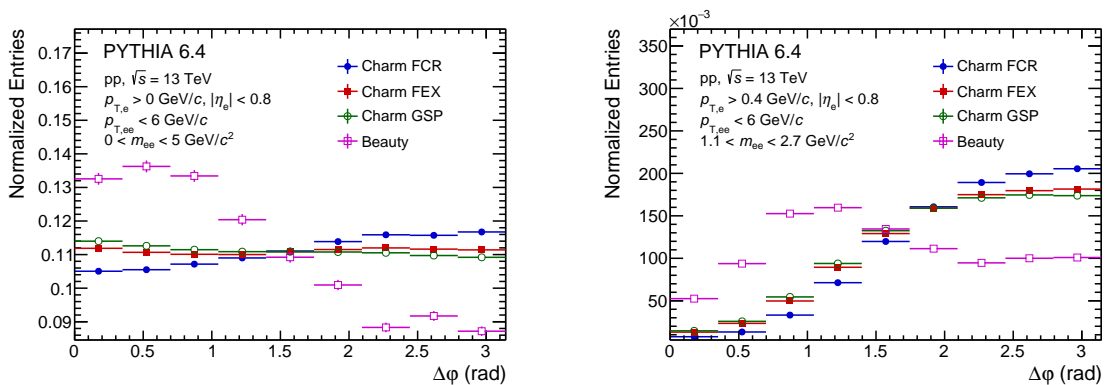 PYTHIA 6.4
pp, √s = 13 TeV
p_T,e > 0 GeV/c, |η_e| < 0.8
p_T,ee < 6 GeV/c
0 < m_ee < 5 GeV/c²
Charm FCR
Charm FEX
Charm GSP
Beauty
Normalized Entries
0.17
0.16
0.15
0.14
0.13
0.12
0.11
0.1
0.09
0 0.5 1 1.5 2 2.5 3
Δφ (rad)
×10⁻³
PYTHIA 6.4
pp, √s = 13 TeV
p_T,e > 0.4 GeV/c, |η_e| < 0.8
p_T,ee < 6 GeV/c
1.1 < m_ee < 2.7 GeV/c²
Charm FCR
Charm FEX
Charm GSP
Beauty
Normalized Entries
350
300
250
200
150
100
50
0 0.5 1 1.5 2 2.5 3
Δφ (rad)